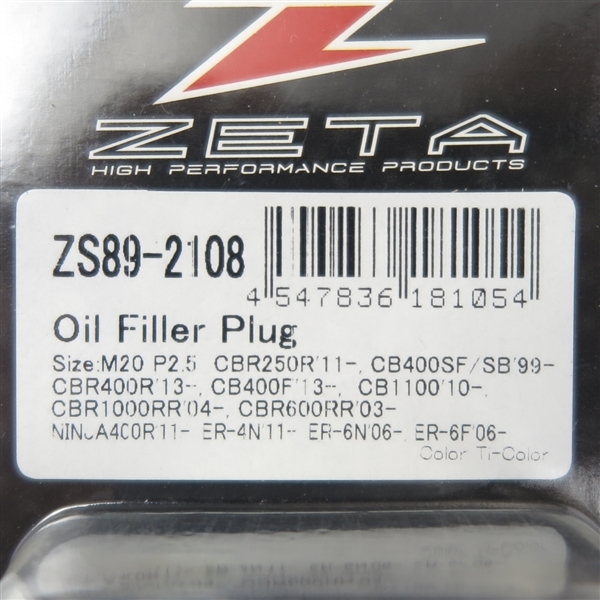 ZETA
HIGH PERFORMANCE PRODUCTS
ZS89-2108
4 547836 181054
Oil Filler Plug
Size:M20 P2.5 CBR250R'11-, CB400SF/SB'99-
CBR400R'13-, CB400F'13-, CB1100'10-,
CBR1000RR'04-, CBR600RR'03-
NINJA400R'11- ER-4N'11- ER-6N'06-, ER-6F'06-
Color Ti-Color